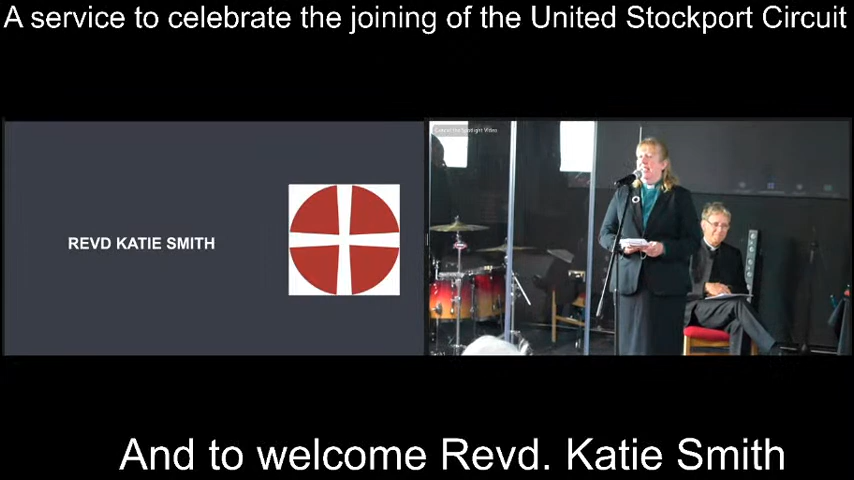 A service to celebrate the joining of the United Stockport Circuit
REVD KATIE SMITH
And to welcome Revd. Katie Smith